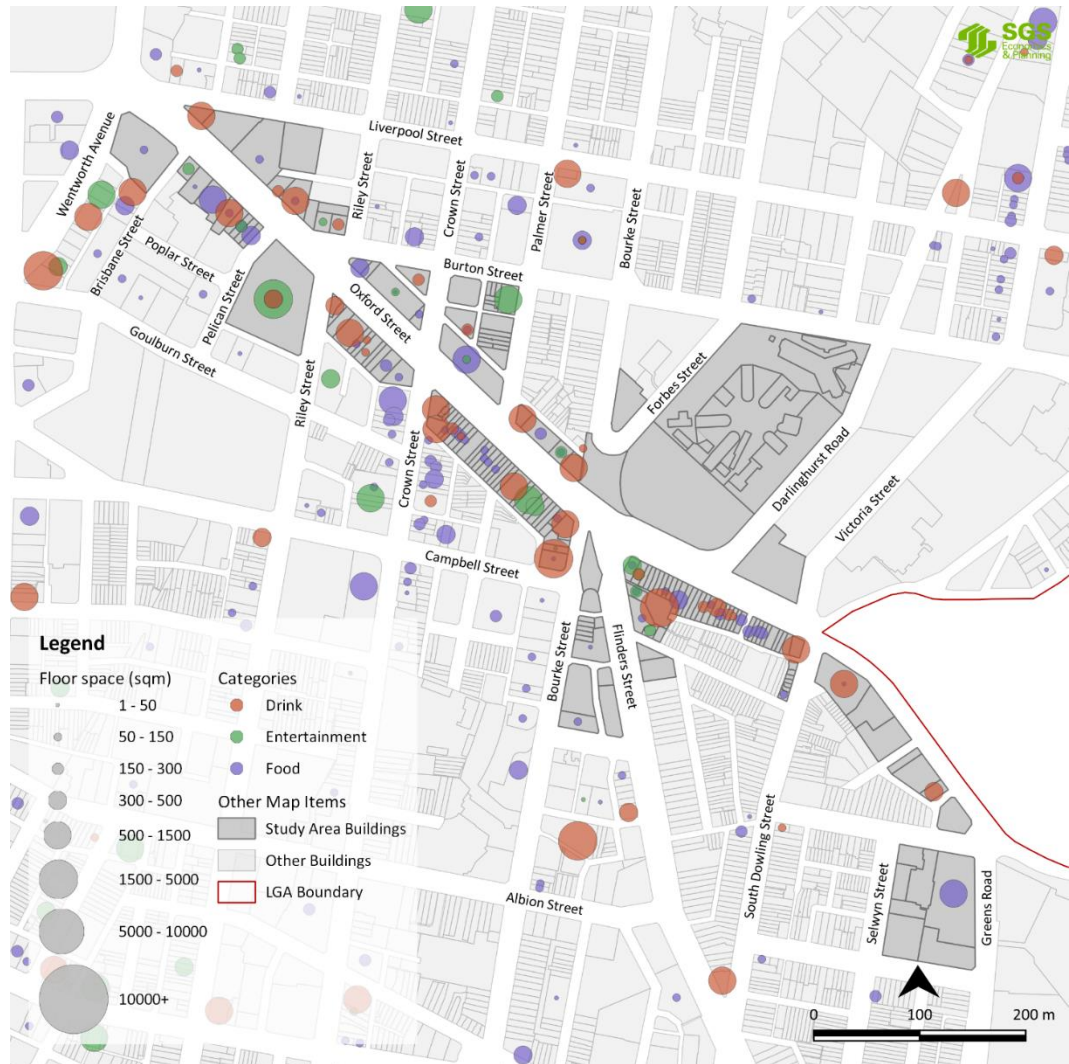 SGS
Economics
& Planning
Liverpool Street
Wentworth Avenue
Riley Street
Crown Street
Palmer Street
Bourke Street
Brisbane Street
Poplar Street
Pelican Street
Burton Street
Oxford Street
Goulburn Street
Riley Street
Forbes Street
Crown Street
Darlinghurst Road
Victoria Street
Campbell Street
Bourke Street
Flinders Street
Legend
Floor space (sqm)
1 - 50
50 - 150
150 - 300
300 - 500
500 - 1500
1500 - 5000
5000 - 10000
10000+
Categories
Drink
Entertainment
Food
Other Map Items
Study Area Buildings
Other Buildings
LGA Boundary
South Dowling Street
Albion Street
Selwyn Street
Greens Road
0 100 200 m